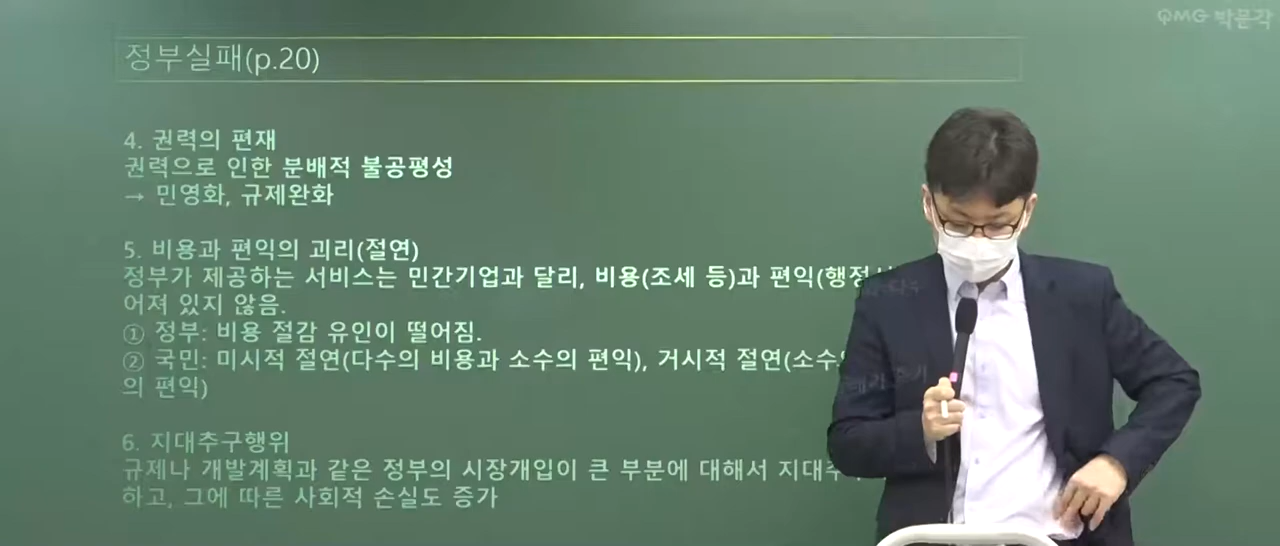 PMG 박문각
정부실패(p.20)
4. 권력의 편재
권력으로 인한 분배적 불공평성
→ 민영화, 규제완화
5. 비용과 편익의 괴리(절연)
정부가 제공하는 서비스는 민간기업과 달리, 비용(조세 등)과 편익(행정
어져 있지 않음.
① 정부: 비용 절감 유인이 떨어짐.
② 국민: 미시적 절연(다수의 비용과 소수의 편익), 거시적 절연(소수
의 편익)
6. 지대추구행위
규제나 개발계획과 같은 정부의 시장개입이 큰 부분에 대해서 지대추
하고, 그에 따른 사회적 손실도 증가